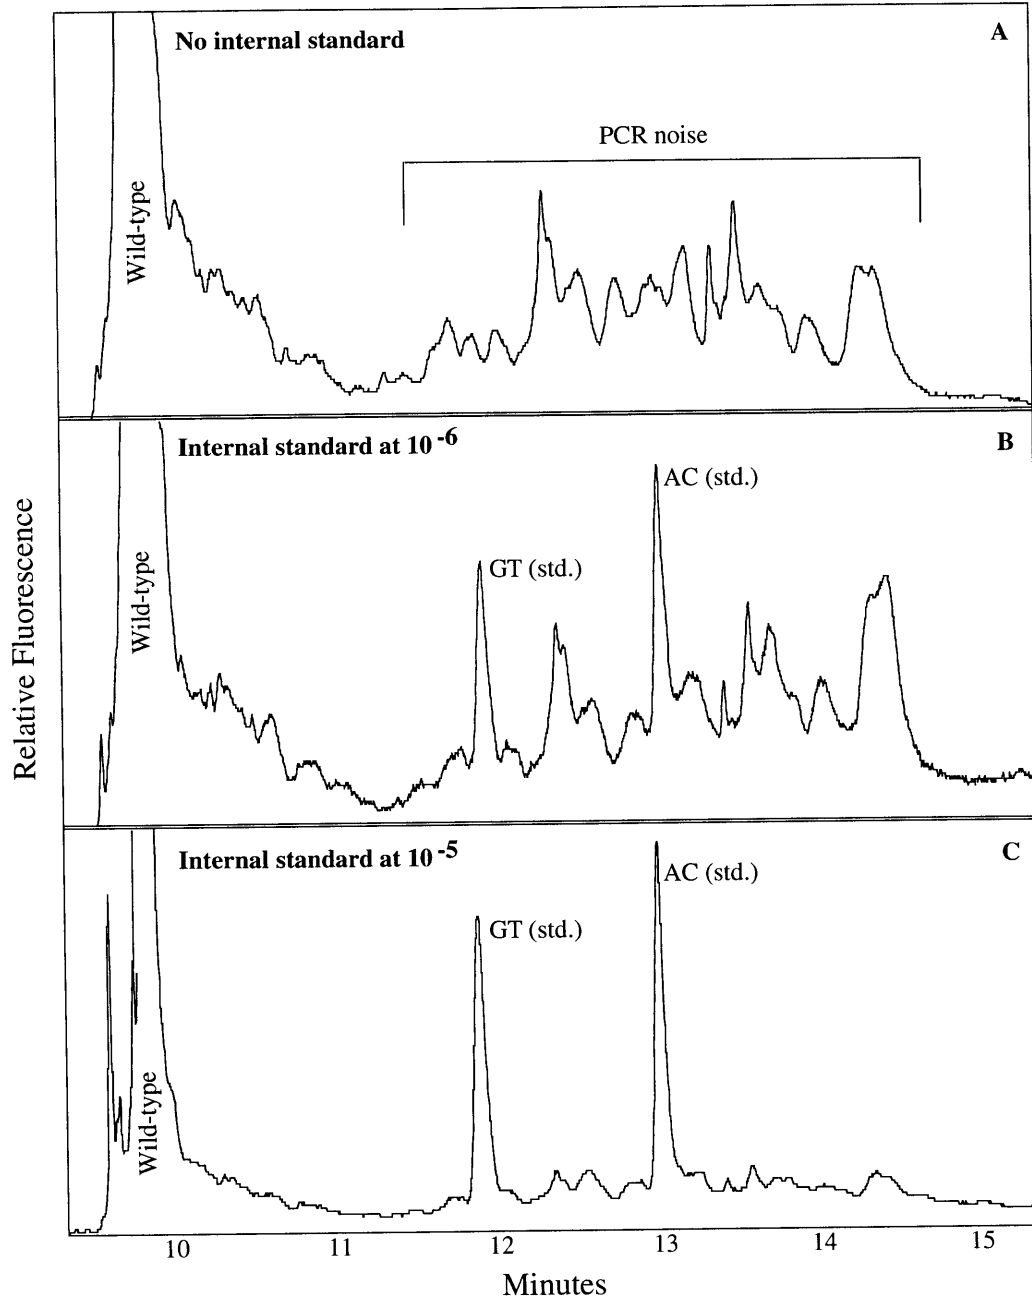 No internal standard
A
PCR noise
Wild-type
Internal standard at 10 -6
B
AC (std.)
GT (std.)
Wild-type
Relative Fluorescence
Internal standard at 10 -5
C
AC (std.)
GT (std.)
Wild-type
10 11 12 13 14 15
Minutes